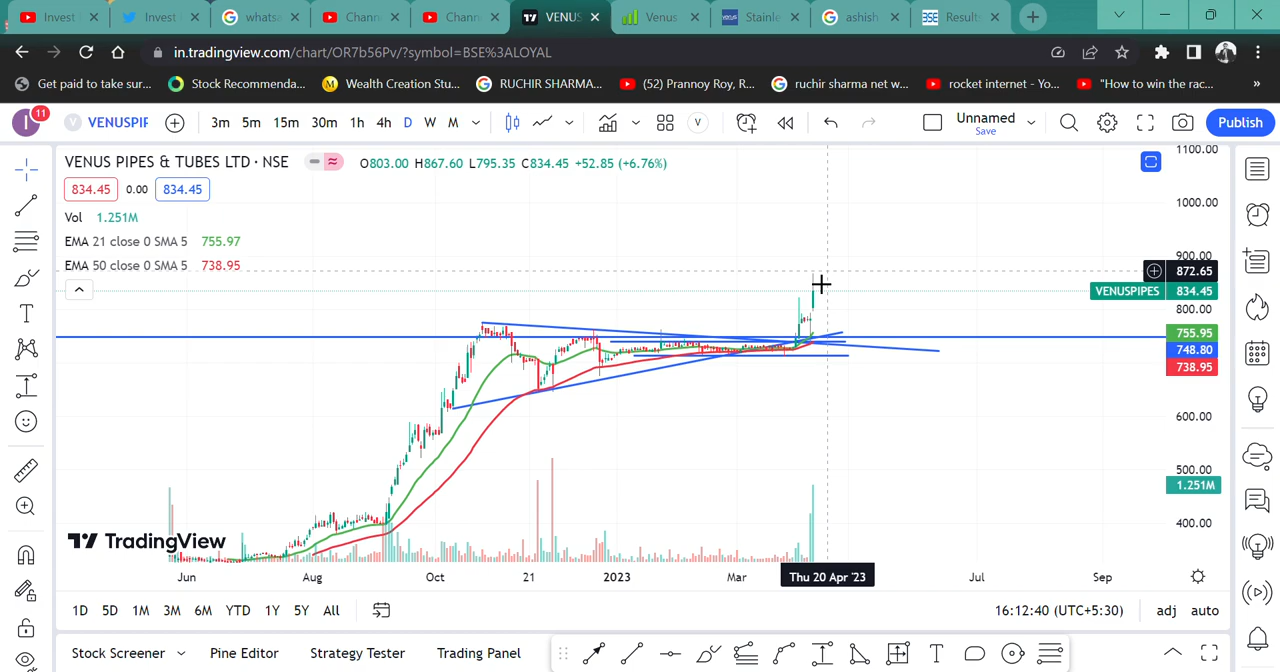 Invest
Invest
whats
Chann
Chann
VENUS
Venus
Stainle
ashish
Result
in.tradingview.com/chart/OR7b56Pv/?symbol=BSE%3ALOYAL
Get paid to take sur...
Stock Recommenda...
Wealth Creation Stu...
RUCHIR SHARMA...
(52) Prannoy Roy, R...
ruchir sharma net w...
rocket internet - Yo...
"How to win the rac...
»
I
11
Y
VENUSPIF
3m
5m
15m
30m
1h
4h
D
W
M
V
Unnamed
Save
Publish
VENUS PIPES & TUBES LTD · NSE
O803.00 H867.60 L795.35 C834.45 +52.85 (+6.76%)
834.45
0.00
834.45
Vol 1.251M
EMA 21 close 0 SMA 5 755.97
EMA 50 close 0 SMA 5 738.95
1100.00
1000.00
900.00
872.65
VENUSPIPES 834.45
800.00
755.95
748.80
738.95
600.00
500.00
1.251M
400.00
TradingView
Jun
Aug
Oct
21
2023
Mar
Thu 20 Apr '23
Jul
Sep
1D
5D
1M
3M
6M
YTD
1Y
5Y
All
16:12:40 (UTC+5:30)
adj
auto
Stock Screener
Pine Editor
Strategy Tester
Trading Panel